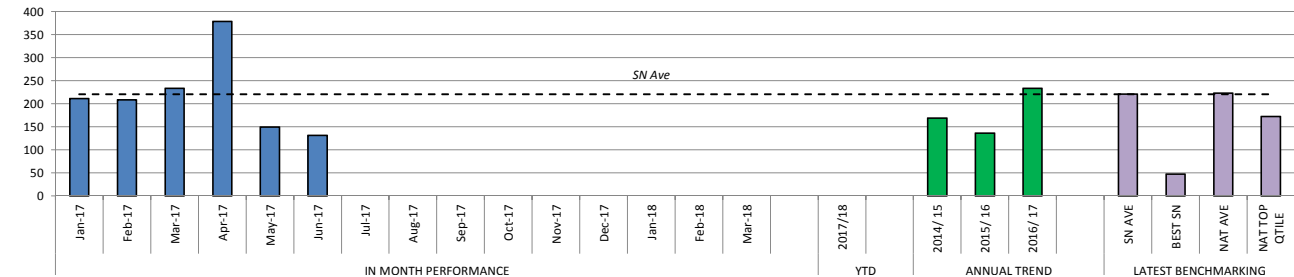 400
350
300
250
200
150
100
50
0
SN Ave
Jan-17
Feb-17
Mar-17
Apr-17
May-17
Jun-17
Jul-17
Aug-17
Sep-17
Oct-17
Nov-17
Dec-17
Jan-18
Feb-18
Mar-18
2017/18
2014/ 15
2015/ 16
2016/ 17
SN AVE
BEST SN
NAT AVE
NAT TOP
QTILE
IN MONTH PERFORMANCE
YTD
ANNUAL TREND
LATEST BENCHMARKING